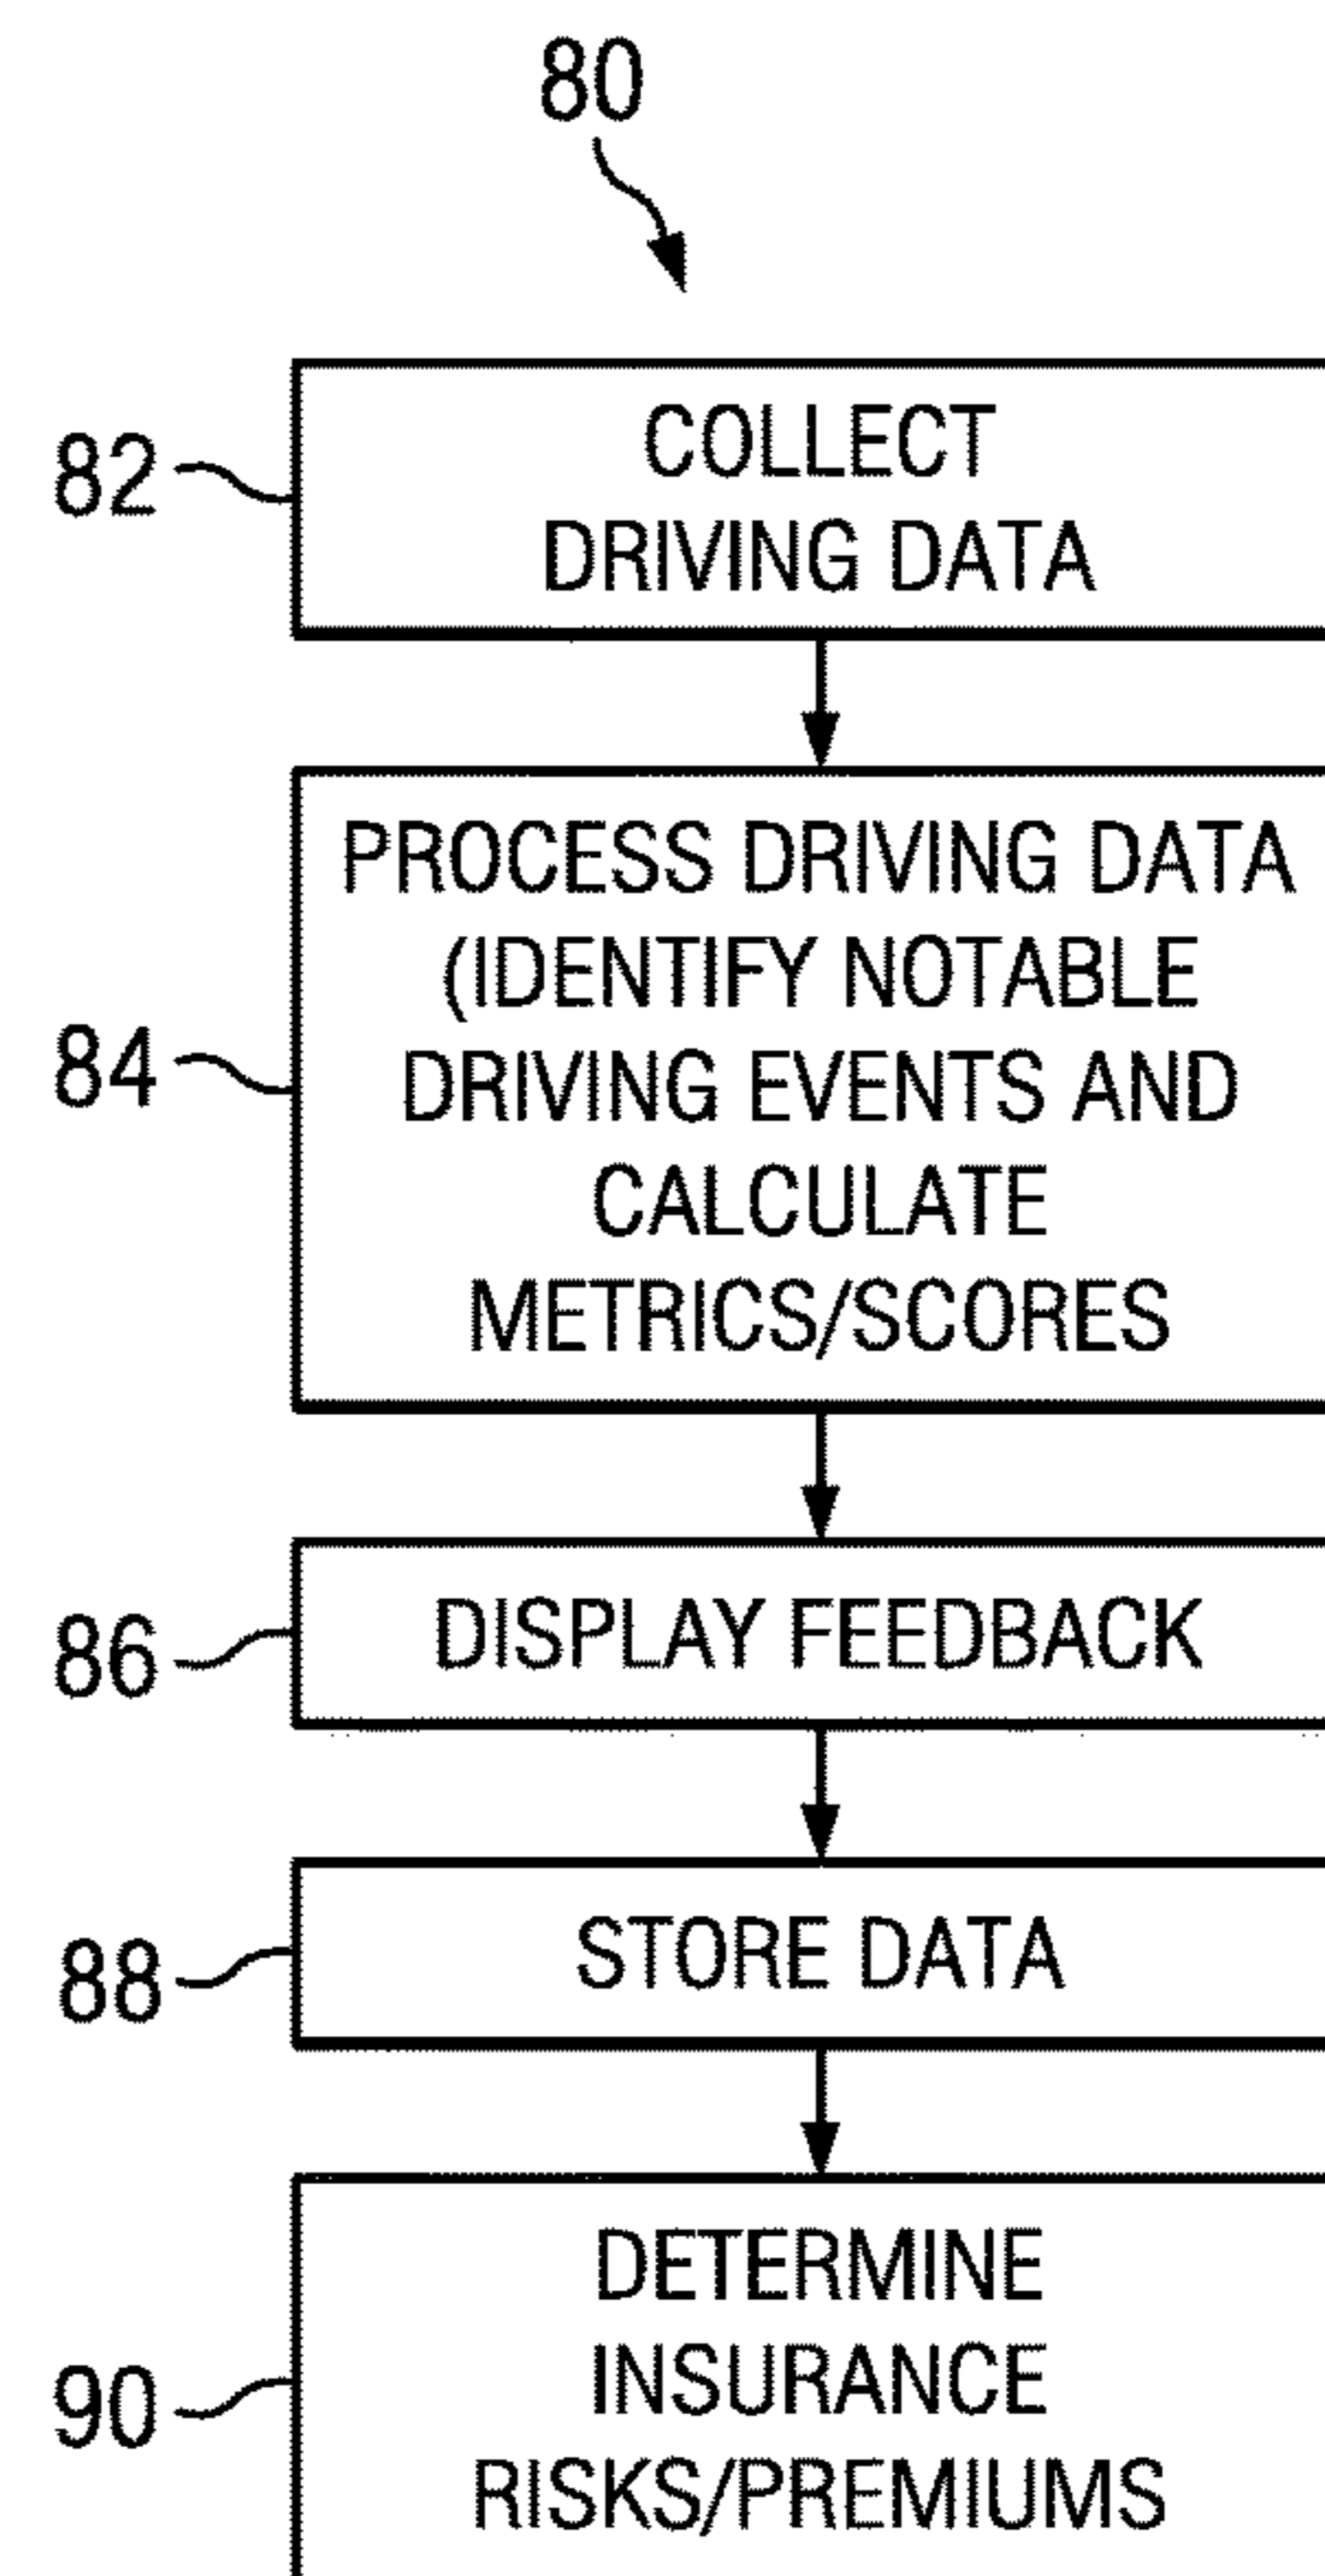 80
82
COLLECT
DRIVING DATA
84
PROCESS DRIVING DATA
(IDENTIFY NOTABLE
DRIVING EVENTS AND
CALCULATE
METRICS/SCORES
86
DISPLAY FEEDBACK
88
STORE DATA
90
DETERMINE
INSURANCE
RISKS/PREMIUMS